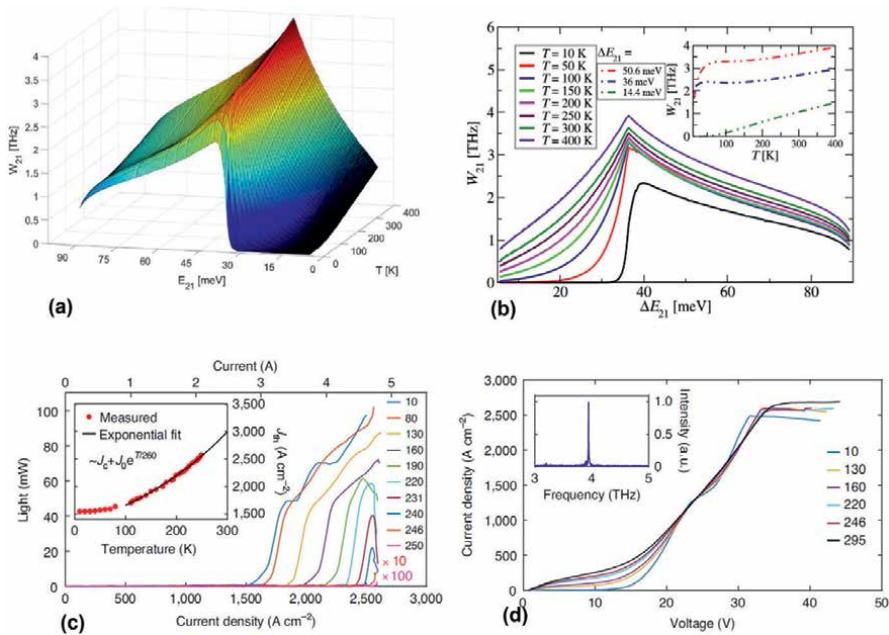 4
3.5
3
2.5
2
1.5
1
0.5
0
W21 [THz]
90
75
60
45
30
15
0
E21 [meV]
0
100
200
300
400
T [K]
(a)
T = 10 K
T = 50 K
T = 100 K
T = 150 K
T = 200 K
T = 250 K
T = 300 K
T = 400 K
ΔE21 =
50.6 meV
36 meV
14.4 meV
4
3
2
1
0
W21 [THz]
100 200 300 400
T [K]
6
5
4
3
2
1
0
W21 [THz]
20 40 60 80
ΔE21 [meV]
(b)
Current (A)
0 1 2 3 4 5
100
80
60
40
20
0
Light (mW)
Measured
Exponential fit
~Jc+J0eT/260
3,500
3,000
2,500
2,000
1,500
Jth (A cm−2)
0 100 200 300
Temperature (K)
10
80
130
160
190
220
231
240
246
250
× 10
× 100
0 500 1,000 1,500 2,000 2,500 3,000
Current density (A cm−2)
(c)
3,000
2,500
2,000
1,500
1,000
500
0
Current density (A cm−2)
1.0
0.5
0.0
Intensity (a.u.)
3 4 5
Frequency (THz)
10
130
160
220
246
295
0 10 20 30 40 50
Voltage (V)
(d)